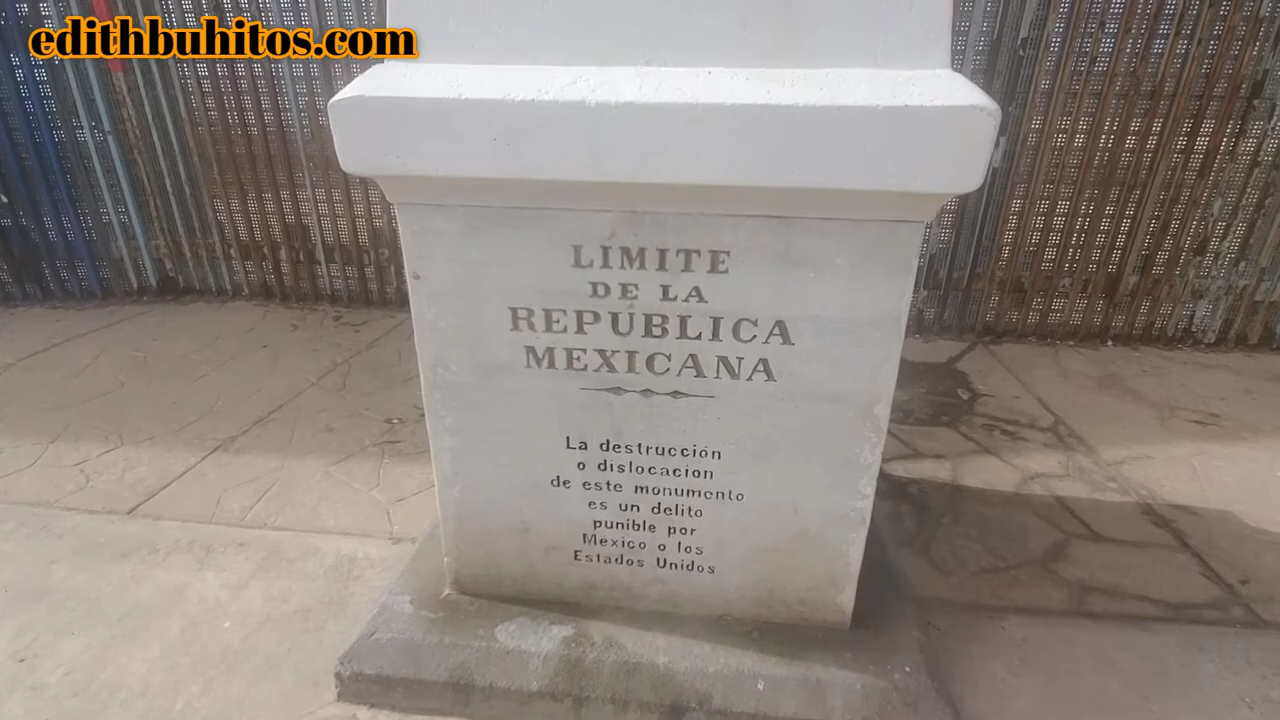 edithbuhitos.com
LIMITE
DE LA
REPÚBLICA
MEXICANA
La destrucción
o dislocacion
de este monumento
es un delito
punible por
Mexico o los
Estados Unidos